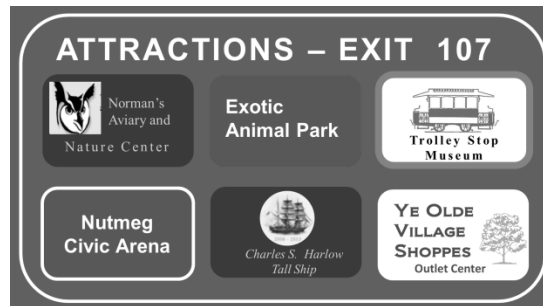 ATTRACTIONS – EXIT 107
Norman's
Aviary and
Nature Center
Exotic
Animal Park
Trolley Stop
Museum
Nutmeg
Civic Arena
Charles S. Harlow
Tall Ship
YE OLDE
VILLAGE
SHOPPES
Outlet Center